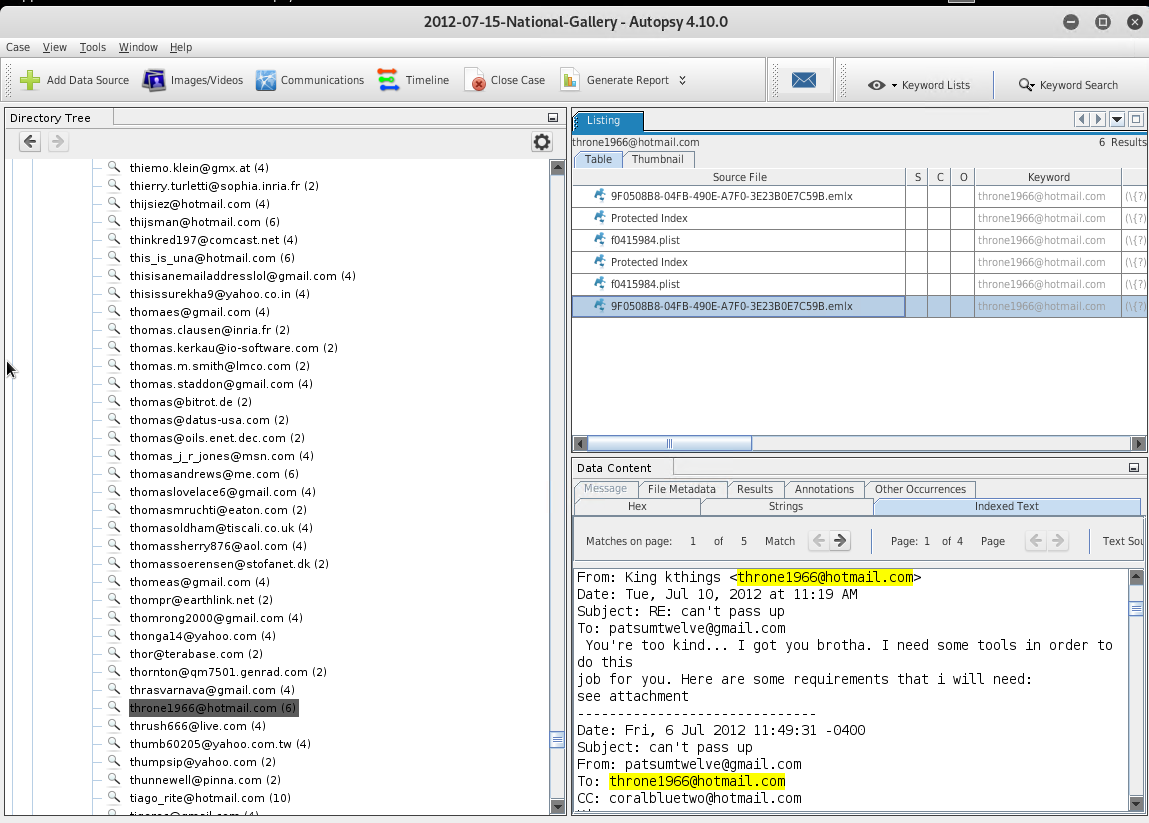 2012-07-15-National-Gallery - Autopsy 4.10.0
Case View Tools Window Help
Add Data Source Images/Videos Communications Timeline Close Case Generate Report Keyword Lists Keyword Search
Directory Tree
thiemo.klein@gmx.at (4)
thierry.turletti@sophia.inria.fr (2)
thijsiez@hotmail.com (4)
thijsman@hotmail.com (6)
thinkred197@comcast.net (4)
this_is_una@hotmail.com (6)
thisisanemailaddresslol@gmail.com (4)
thisissurekha9@yahoo.co.in (4)
thomaes@gmail.com (4)
thomas.clausen@inria.fr (2)
thomas.kerkau@io-software.com (2)
thomas.m.smith@lmco.com (2)
thomas.staddon@gmail.com (4)
thomas@bitrot.de (2)
thomas@datus-usa.com (2)
thomas@oils.enet.dec.com (2)
thomas_j_r_jones@msn.com (4)
thomasandrews@me.com (6)
thomaslovelace6@gmail.com (4)
thomasmruchti@eaton.com (2)
thomasoldham@tiscali.co.uk (4)
thomassherry876@aol.com (4)
thomassoerensen@stofanet.dk (2)
thomeas@gmail.com (4)
thompr@earthlink.net (2)
thomrong2000@gmail.com (4)
thonga14@yahoo.com (4)
thor@terabase.com (2)
thornton@qm7501.genrad.com (2)
thrasvarnava@gmail.com (4)
throne1966@hotmail.com (6)
thrush666@live.com (4)
thumb60205@yahoo.com.tw (4)
thumpsip@yahoo.com (2)
thunnewell@pinna.com (2)
tiago_rite@hotmail.com (10)
Listing
throne1966@hotmail.com 6 Results
Table Thumbnail
Source File S C O Keyword
9F0508B8-04FB-490E-A7F0-3E23B0E7C59B.emlx throne1966@hotmail.com (\{?)
Protected Index throne1966@hotmail.com (\{?)
f0415984.plist throne1966@hotmail.com (\{?)
Protected Index throne1966@hotmail.com (\{?)
f0415984.plist throne1966@hotmail.com (\{?)
9F0508B8-04FB-490E-A7F0-3E23B0E7C59B.emlx throne1966@hotmail.com (\{?)
Data Content
Message File Metadata Results Annotations Other Occurrences
Hex Strings Indexed Text
Matches on page: 1 of 5 Match Page: 1 of 4 Page Text Sou
From: King kthings <throne1966@hotmail.com>
Date: Tue, Jul 10, 2012 at 11:19 AM
Subject: RE: can't pass up
To: patsumtwelve@gmail.com
You're too kind... I got you brotha. I need some tools in order to
do this
job for you. Here are some requirements that i will need:
see attachment
------------------------------
Date: Fri, 6 Jul 2012 11:49:31 -0400
Subject: can't pass up
From: patsumtwelve@gmail.com
To: throne1966@hotmail.com
CC: coralbluetwo@hotmail.com